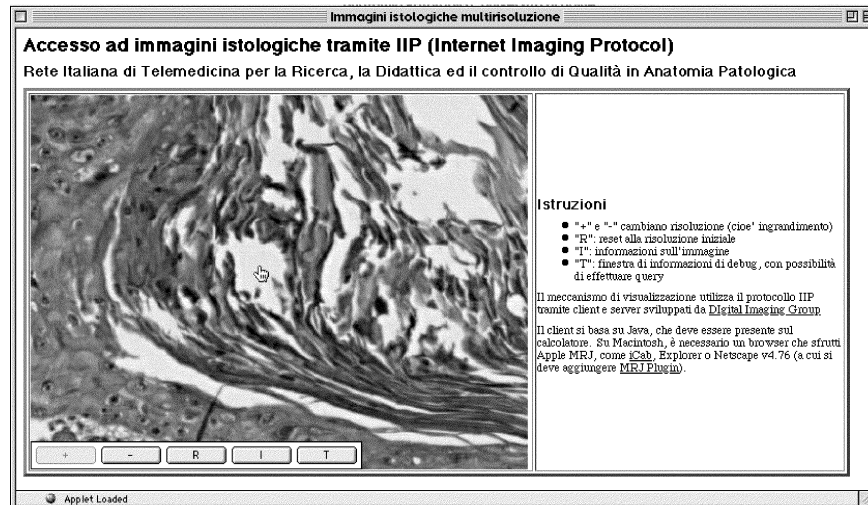 Immagini istologiche multirisoluzione
Accesso ad immagini istologiche tramite IIP (Internet Imaging Protocol)
Rete Italiana di Telemedicina per la Ricerca, la Didattica ed il controllo di Qualità in Anatomia Patologica
Istruzioni
"+" e "-" cambiano risoluzione (cioe' ingrandimento)
"R": reset alla risoluzione iniziale
"I": informazioni sull'immagine
"T": finestra di informazioni di debug, con possibilità
di effettuare query
Il meccanismo di visualizzazione utilizza il protocollo IIP
tramite client e server sviluppati da DIgital Imaging Group
Il client si basa su Java, che deve essere presente sul
calcolatore. Su Macintosh, è necessario un browser che sfrutti
Apple MRJ, come iCab, Explorer o Netscape v4.76 (a cui si
deve aggiungere MRJ Plugin).
+ - R I T
Applet Loaded